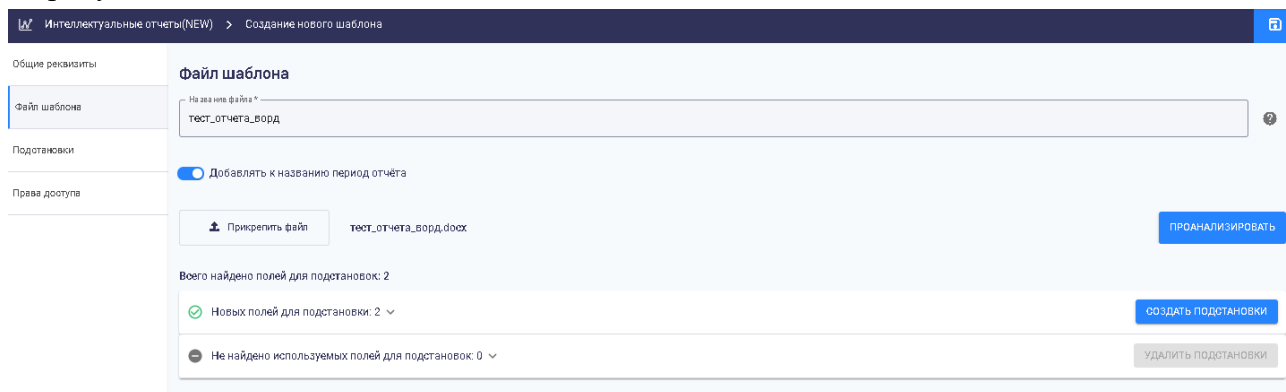 Интеллектуальные отчеты(NEW) > Создание нового шаблона
Общие реквизиты
Файл шаблона
Подстановки
Права доступа
Файл шаблона
Название файла *
тест_отчета_ворд
Добавлять к названию период отчёта
Прикрепить файл
тест_отчета_ворд.docx
ПРОАНАЛИЗИРОВАТЬ
Всего найдено полей для подстановок: 2
Новых полей для подстановки: 2
СОЗДАТЬ ПОДСТАНОВКИ
Не найдено используемых полей для подстановок: 0
УДАЛИТЬ ПОДСТАНОВКИ